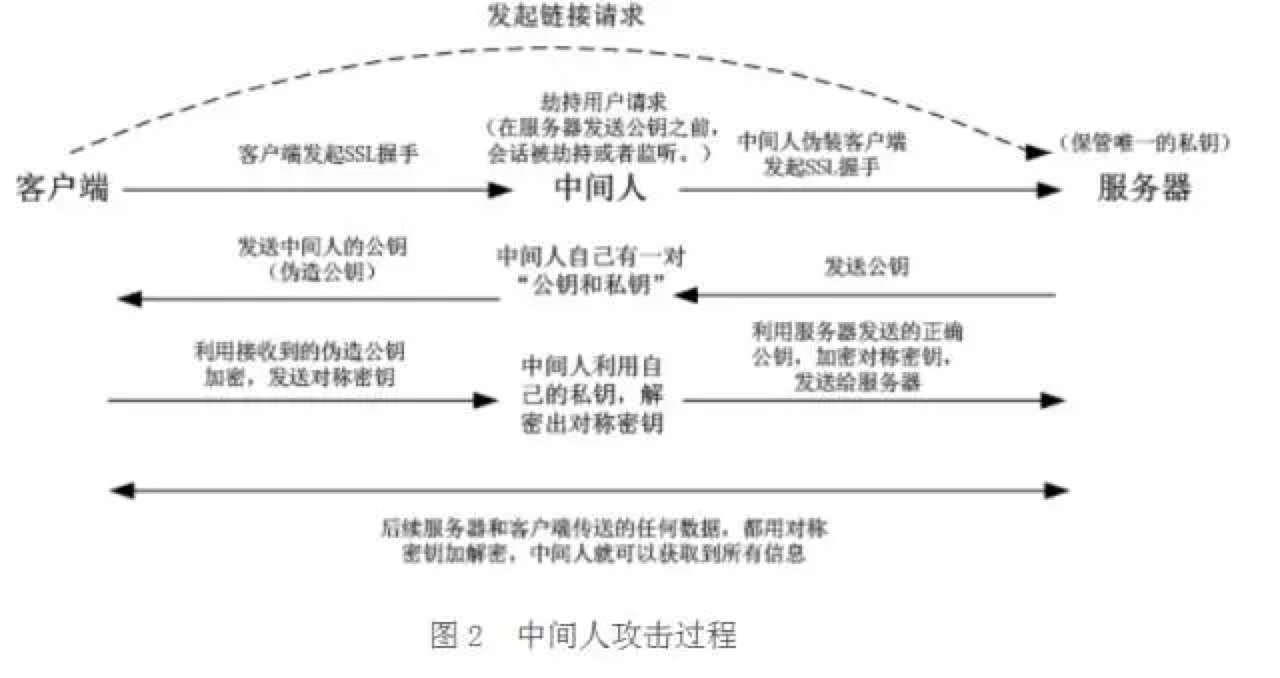 发起链接请求
劫持用户请求
（在服务器发送公钥之前，
会话被劫持或者监听。）
客户端发起SSL握手
中间人伪装客户端
发起SSL握手
（保管唯一的私钥）
客户端
中间人
服务器
发送中间人的公钥
（伪造公钥）
中间人自己有一对
“公钥和私钥”
发送公钥
利用接收到的伪造公钥
加密，发送对称密钥
中间人利用自
己的私钥，解
密出对称密钥
利用服务器发送的正确
公钥，加密对称密钥，
发送给服务器
后续服务器和客户端传送的任何数据，都用对称
密钥加解密，中间人就可以获取到所有信息
图 2 中间人攻击过程